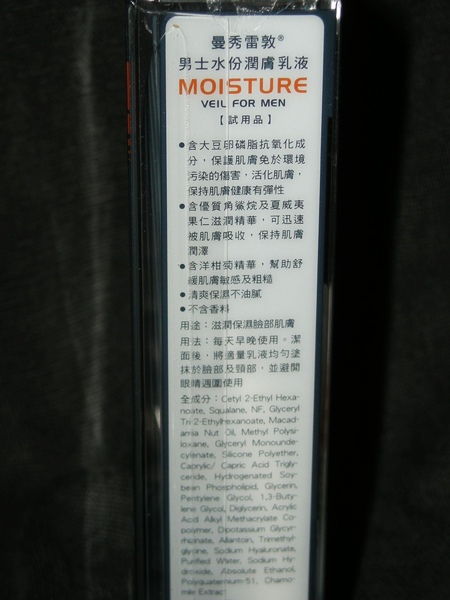 曼秀雷敦®
男士水份潤膚乳液
MOISTURE
VEIL FOR MEN
【試用品】
●含大豆卵磷脂抗氧化成
分，保護肌膚免於環境
污染的傷害，活化肌膚，
保持肌膚健康有彈性
●含優質角鯊烷及夏威夷
果仁滋潤精華，可迅速
被肌膚吸收，保持肌膚
潤澤
●含洋柑菊精華，幫助舒
緩肌膚敏感及粗糙
●清爽保濕不油膩
●不含香料
用途：滋潤保濕臉部肌膚
用法：每天早晚使用。潔
面後，將適量乳液均勻塗
抹於臉部及頸部，並避開
眼睛週圍使用
全成分：Cetyl 2-Ethyl Hexa-
noate, Squalane, NF, Glyceryl
Tri-2-Ethylhexanoate, Macad-
amia Nut Oil, Methyl Polysi-
loxane, Glyceryl Monounde-
cylenate, Silicone Polyether,
Caprylic/ Capric Acid Trigly-
ceride, Hydrogenated Soy-
bean Phospholipid, Glycerin,
Pentylene Glycol, 1,3-Buty-
lene Glycol, Diglycerin, Acrylic
Acid Alkyl Methacrylate Co-
polymer, Dipotassium Glycyr-
rhizinate, Allantoin, Trimethyl-
glycine, Sodium Hyaluronate,
Purified Water, Sodium Hy-
droxide, Absolute Ethanol,
Polyquaternium-51, Chamo-
mile Extract